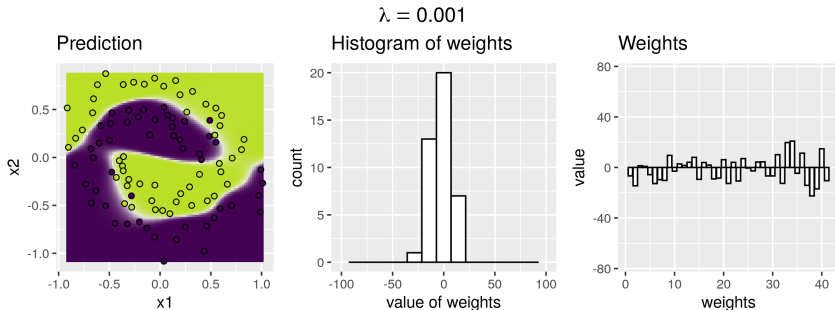 λ = 0.001
Prediction
Histogram of weights
Weights
x2
0.5
0.0
-0.5
-1.0
-1.0 -0.5 0.0 0.5 1.0
x1
count
20
15
10
5
0
-100 -50 0 50 100
value of weights
value
80
40
0
-40
-80
0 10 20 30 40
weights